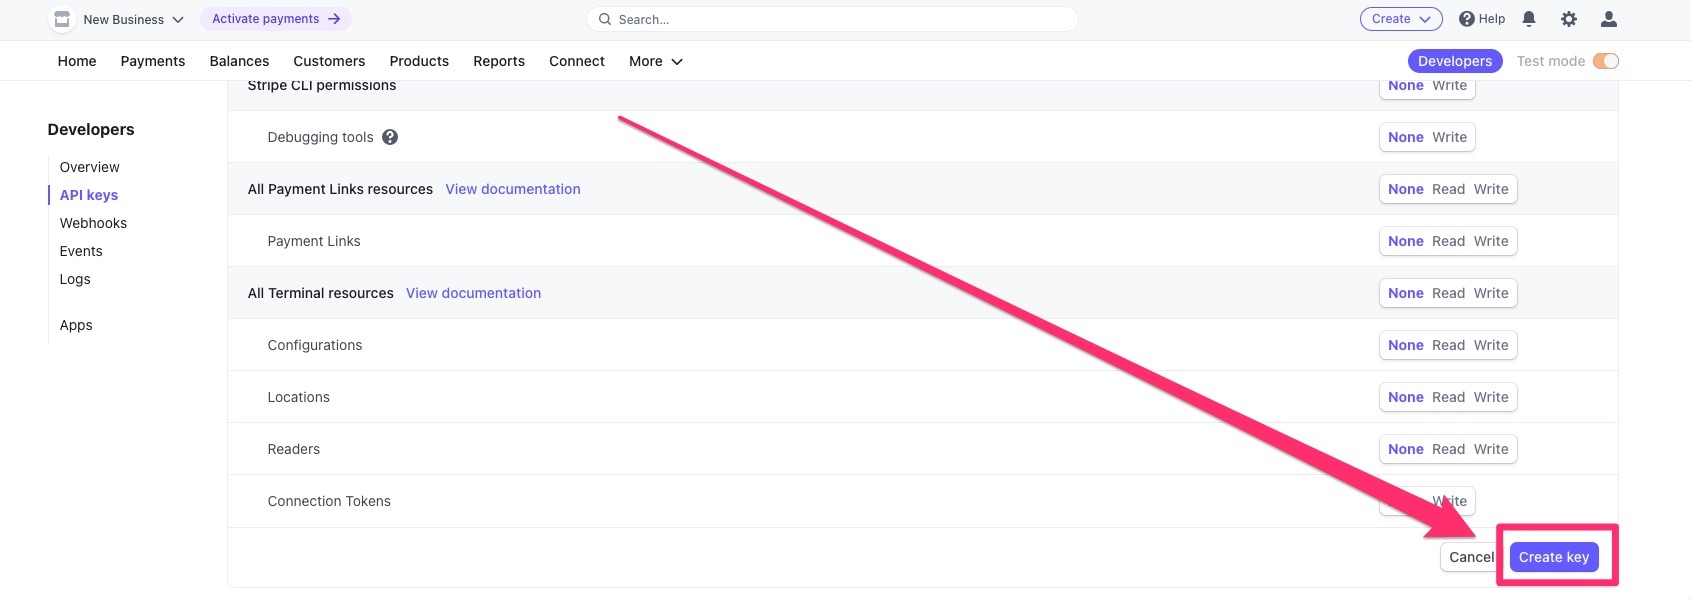 New Business Activate payments → Search... Create Help
Home Payments Balances Customers Products Reports Connect More Developers Test mode
Stripe CLI permissions None Write
Developers
Debugging tools None Write
Overview
All Payment Links resources View documentation None Read Write
API keys
Webhooks
Payment Links None Read Write
Events
Logs
All Terminal resources View documentation None Read Write
Apps
Configurations None Read Write
Locations None Read Write
Readers None Read Write
Connection Tokens Write
Cancel Create key